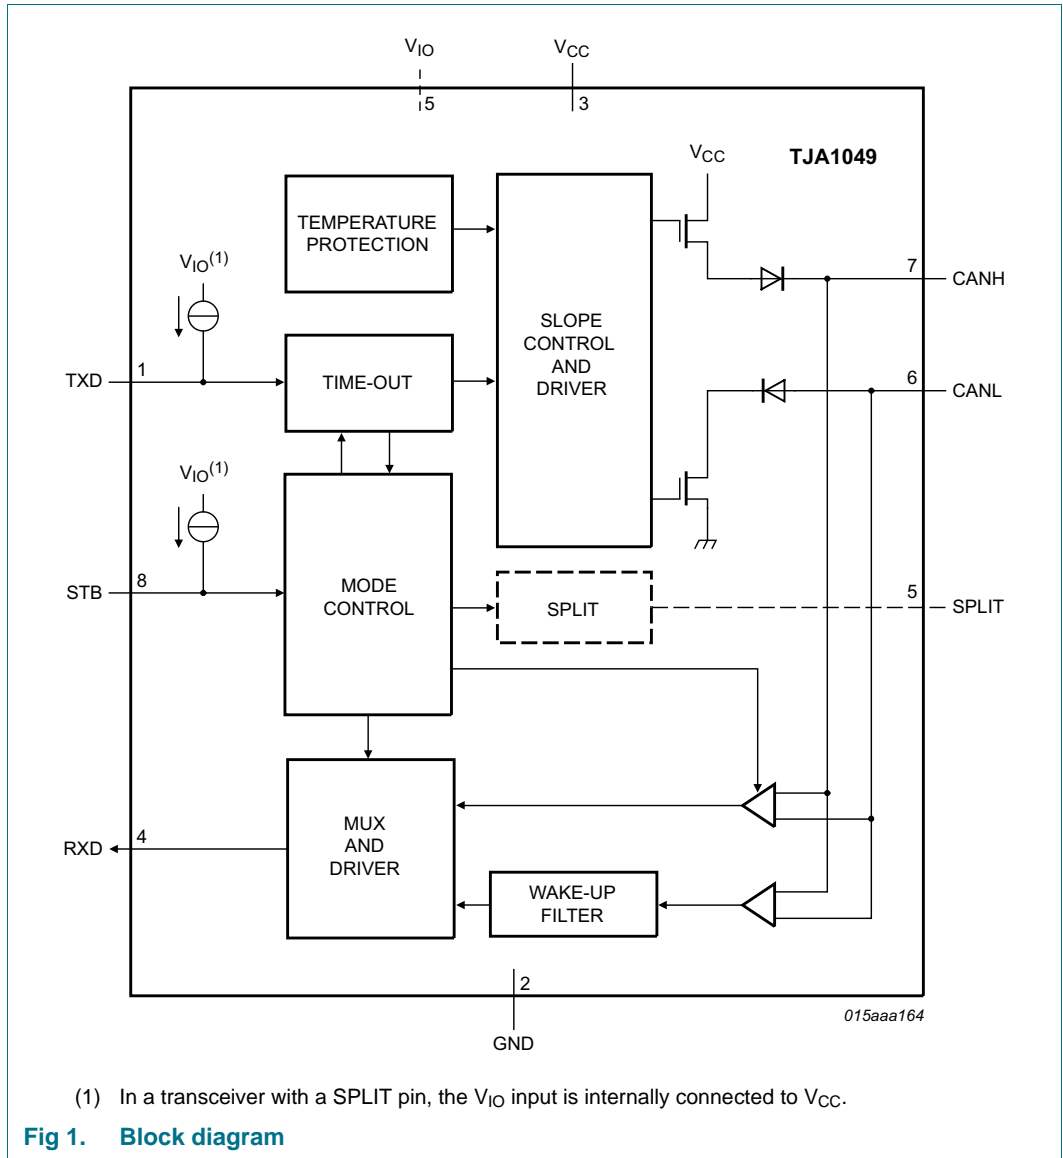 VIO
VCC
5
3
TJA1049
VCC
TEMPERATURE
PROTECTION
VIO(1)
7
CANH
SLOPE
CONTROL
AND
DRIVER
1
TXD
TIME-OUT
6
CANL
VIO(1)
8
STB
MODE
CONTROL
SPLIT
5
SPLIT
MUX
AND
DRIVER
4
RXD
WAKE-UP
FILTER
2
015aaa164
GND
(1) In a transceiver with a SPLIT pin, the VIO input is internally connected to VCC.
Fig 1. Block diagram